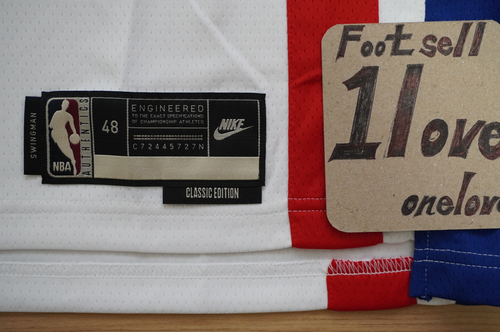 SWINGMAN
NBA
AUTHENTICS
48
ENGINEERED
TO THE EXACT SPECIFICATIONS
OF CHAMPIONSHIP ATHLETES
C72445727N
NIKE
CLASSIC EDITION
Foot sell
1love
onelove